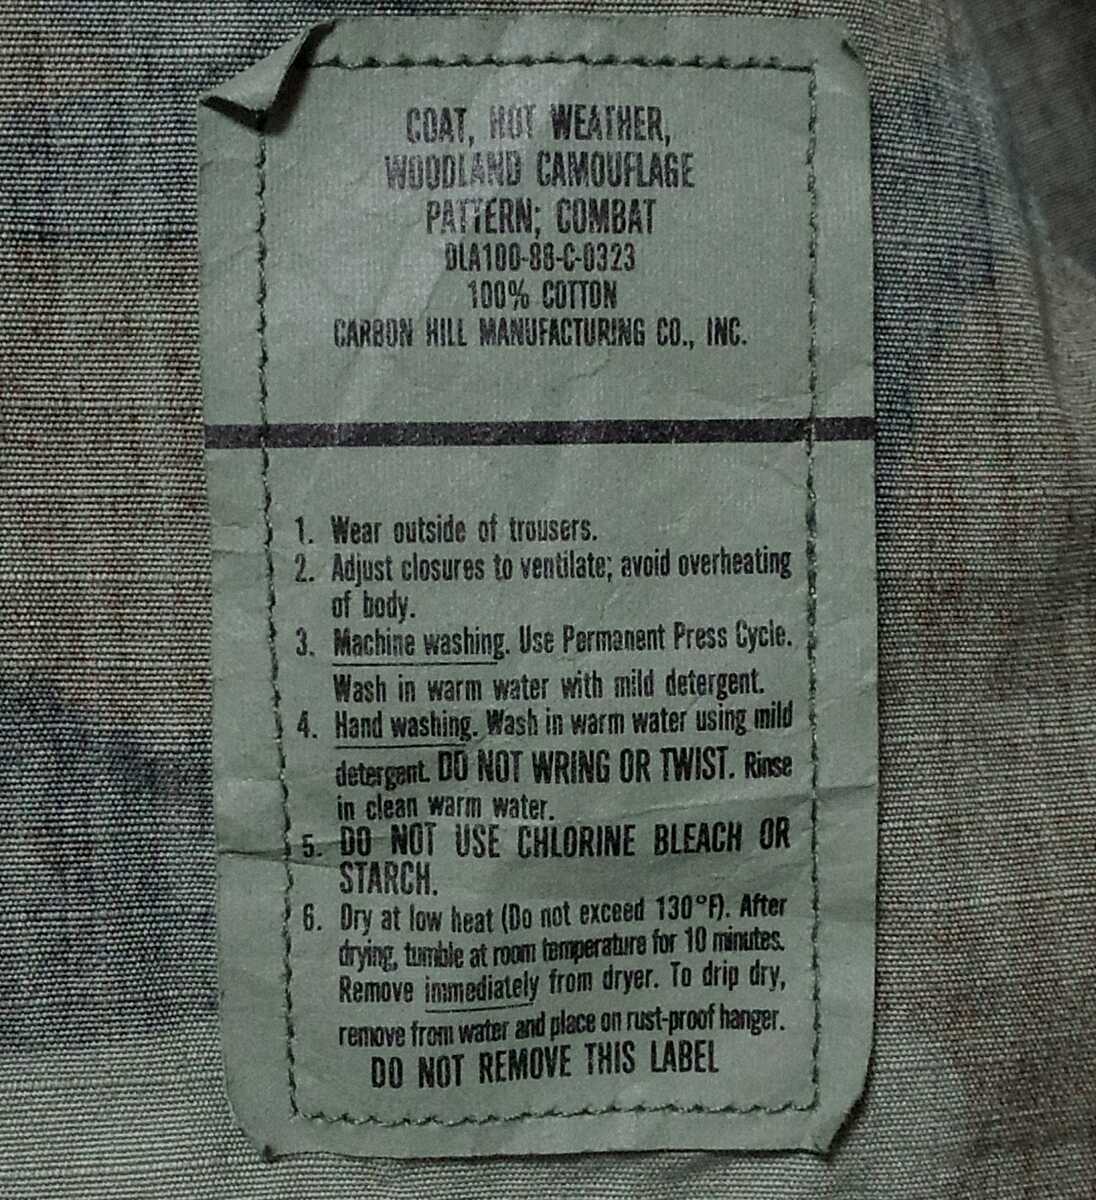 COAT, HOT WEATHER,
WOODLAND CAMOUFLAGE
PATTERN; COMBAT
DLA100-86-C-0323
100% COTTON
CARBON HILL MANUFACTURING CO., INC.
1. Wear outside of trousers.
2. Adjust closures to ventilate; avoid overheating
of body.
3. Machine washing. Use Permanent Press Cycle.
Wash in warm water with mild detergent.
4. Hand washing. Wash in warm water using mild
detergent. DO NOT WRING OR TWIST. Rinse
in clean warm water.
5. DO NOT USE CHLORINE BLEACH OR
STARCH.
6. Dry at low heat (Do not exceed 130°F). After
drying, tumble at room temperature for 10 minutes.
Remove immediately from dryer. To drip dry,
remove from water and place on rust-proof hanger.
DO NOT REMOVE THIS LABEL